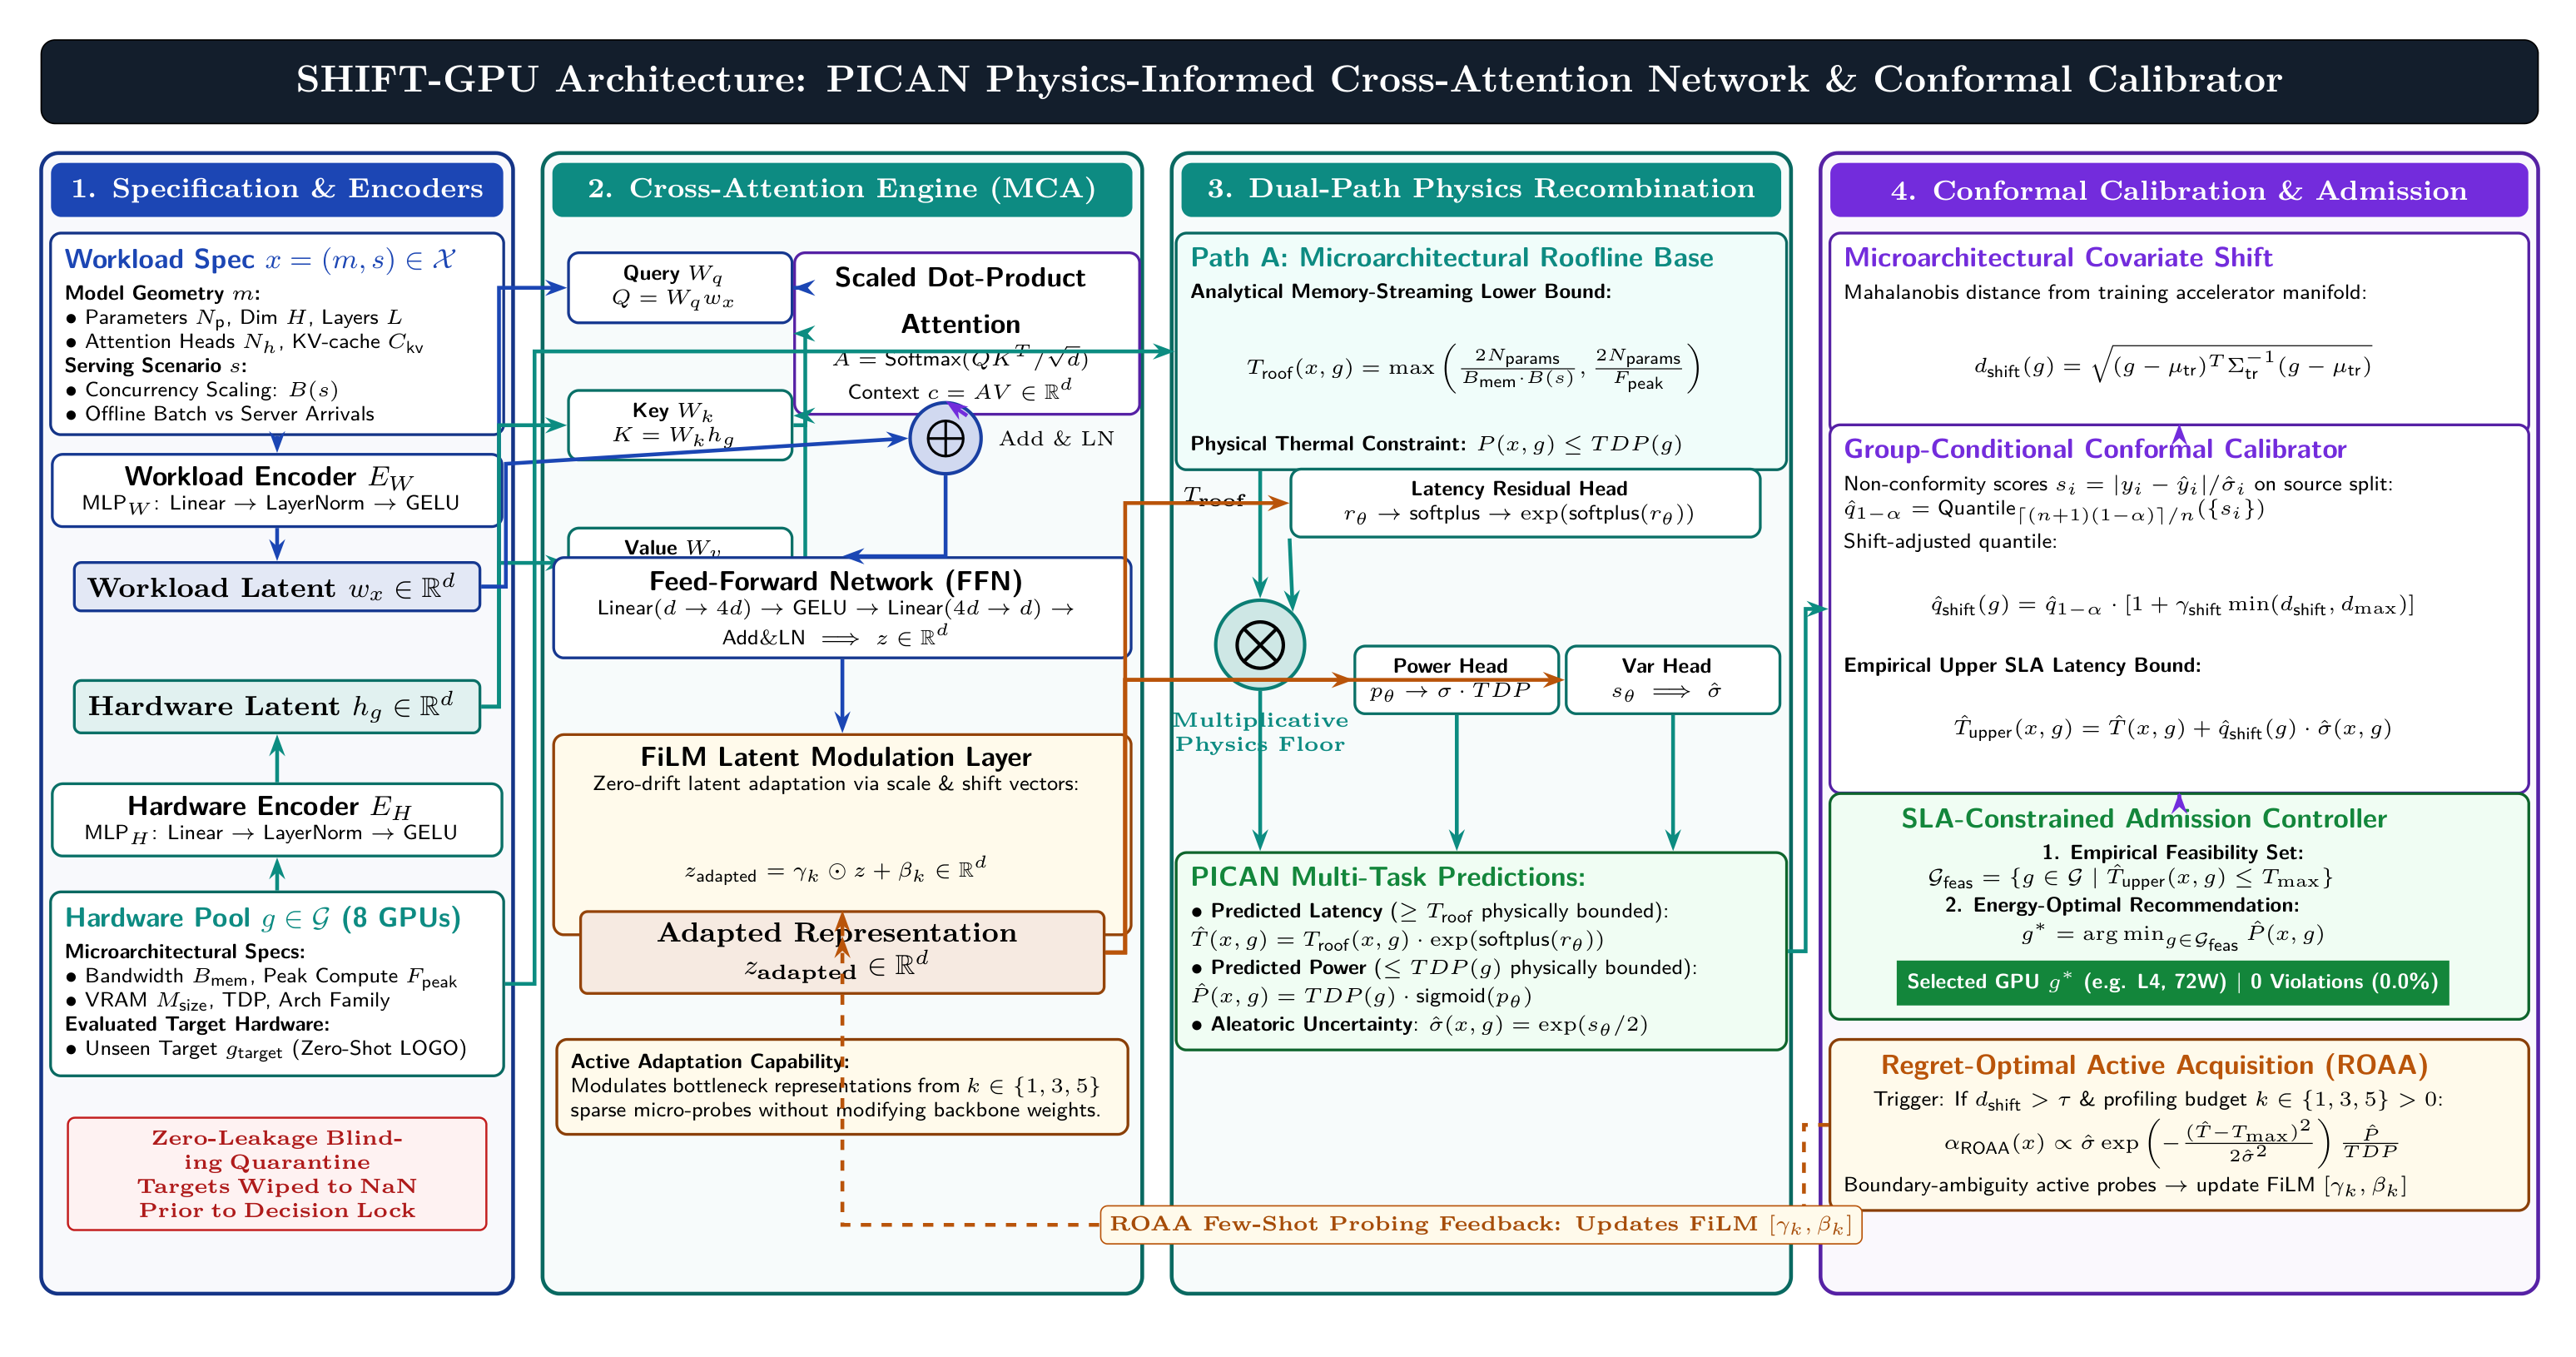 SHIFT-GPU Architecture: PICAN Physics-Informed Cross-Attention Network & Conformal Calibrator
1. Specification & Encoders
Workload Spec x = (m, s) ∈ 𝒳
Model Geometry m:
• Parameters N_p, Dim H, Layers L
• Attention Heads N_h, KV-cache C_kv
Serving Scenario s:
• Concurrency Scaling: B(s)
• Offline Batch vs Server Arrivals
Workload Encoder E_W
MLP_W: Linear → LayerNorm → GELU
Workload Latent w_x ∈ ℝ^d
Hardware Latent h_g ∈ ℝ^d
Hardware Encoder E_H
MLP_H: Linear → LayerNorm → GELU
Hardware Pool g ∈ 𝒢 (8 GPUs)
Microarchitectural Specs:
• Bandwidth B_mem, Peak Compute F_peak
• VRAM M_size, TDP, Arch Family
Evaluated Target Hardware:
• Unseen Target g_target (Zero-Shot LOGO)
Zero-Leakage Blind-
ing Quarantine
Targets Wiped to NaN
Prior to Decision Lock
2. Cross-Attention Engine (MCA)
Query W_q
Q = W_q w_x
Key W_k
K = W_k h_g
Value W_v
Scaled Dot-Product
Attention
A = Softmax(QK^T/√d)
Context c = AV ∈ ℝ^d
⊕
Add & LN
Feed-Forward Network (FFN)
Linear(d → 4d) → GELU → Linear(4d → d) →
Add&LN ⟹ z ∈ ℝ^d
FiLM Latent Modulation Layer
Zero-drift latent adaptation via scale & shift vectors:
z_adapted = γ_k ⊙ z + β_k ∈ ℝ^d
Adapted Representation
z_adapted ∈ ℝ^d
Active Adaptation Capability:
Modulates bottleneck representations from k ∈ {1, 3, 5}
sparse micro-probes without modifying backbone weights.
3. Dual-Path Physics Recombination
Path A: Microarchitectural Roofline Base
Analytical Memory-Streaming Lower Bound:
T_roof(x, g) = max (2N_params / B_mem·B(s), 2N_params / F_peak)
Physical Thermal Constraint: P(x, g) ≤ TDP(g)
T_roof
Latency Residual Head
r_θ → softplus → exp(softplus(r_θ))
⊗
Multiplicative
Physics Floor
Power Head
p_θ → σ · TDP
Var Head
s_θ ⟹ σ̂
PICAN Multi-Task Predictions:
• Predicted Latency (≥ T_roof physically bounded):
T̂(x, g) = T_roof(x, g) · exp(softplus(r_θ))
• Predicted Power (≤ TDP(g) physically bounded):
P̂(x, g) = TDP(g) · sigmoid(p_θ)
• Aleatoric Uncertainty: σ̂(x, g) = exp(s_θ/2)
4. Conformal Calibration & Admission
Microarchitectural Covariate Shift
Mahalanobis distance from training accelerator manifold:
d_shift(g) = √((g − μ_tr)^T Σ_tr^−1 (g − μ_tr))
Group-Conditional Conformal Calibrator
Non-conformity scores s_i = |y_i − ŷ_i|/σ̂_i on source split:
q̂_1−α = Quantile_⌈(n+1)(1−α)⌉/n({s_i})
Shift-adjusted quantile:
q̂_shift(g) = q̂_1−α · [1 + γ_shift min(d_shift, d_max)]
Empirical Upper SLA Latency Bound:
T̂_upper(x, g) = T̂(x, g) + q̂_shift(g) · σ̂(x, g)
SLA-Constrained Admission Controller
1. Empirical Feasibility Set:
𝒢_feas = {g ∈ 𝒢 | T̂_upper(x, g) ≤ T_max}
2. Energy-Optimal Recommendation:
g* = arg min_g∈𝒢_feas P̂(x, g)
Selected GPU g* (e.g. L4, 72W) | 0 Violations (0.0%)
Regret-Optimal Active Acquisition (ROAA)
Trigger: If d_shift > τ & profiling budget k ∈ {1, 3, 5} > 0:
α_ROAA(x) ∝ σ̂ exp (−(T̂−T_max)^2 / 2σ̂^2) P̂ / TDP
Boundary-ambiguity active probes → update FiLM [γ_k, β_k]
ROAA Few-Shot Probing Feedback: Updates FiLM [γ_k, β_k]